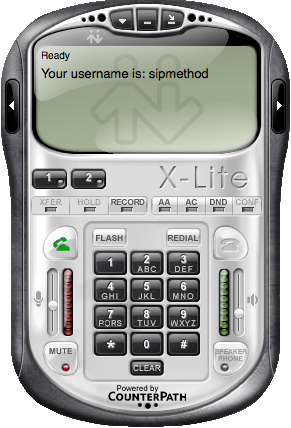 Ready
Your username is: sipmethod
1 2
X-Lite
XFER HOLD RECORD AA AC DND CONF
FLASH REDIAL
1 2 ABC 3 DEF
4 GHI 5 JKL 6 MNO
7 PQRS 8 TUV 9 WXYZ
* 0 #
MUTE CLEAR SPEAKER PHONE
Powered by
COUNTERPATH